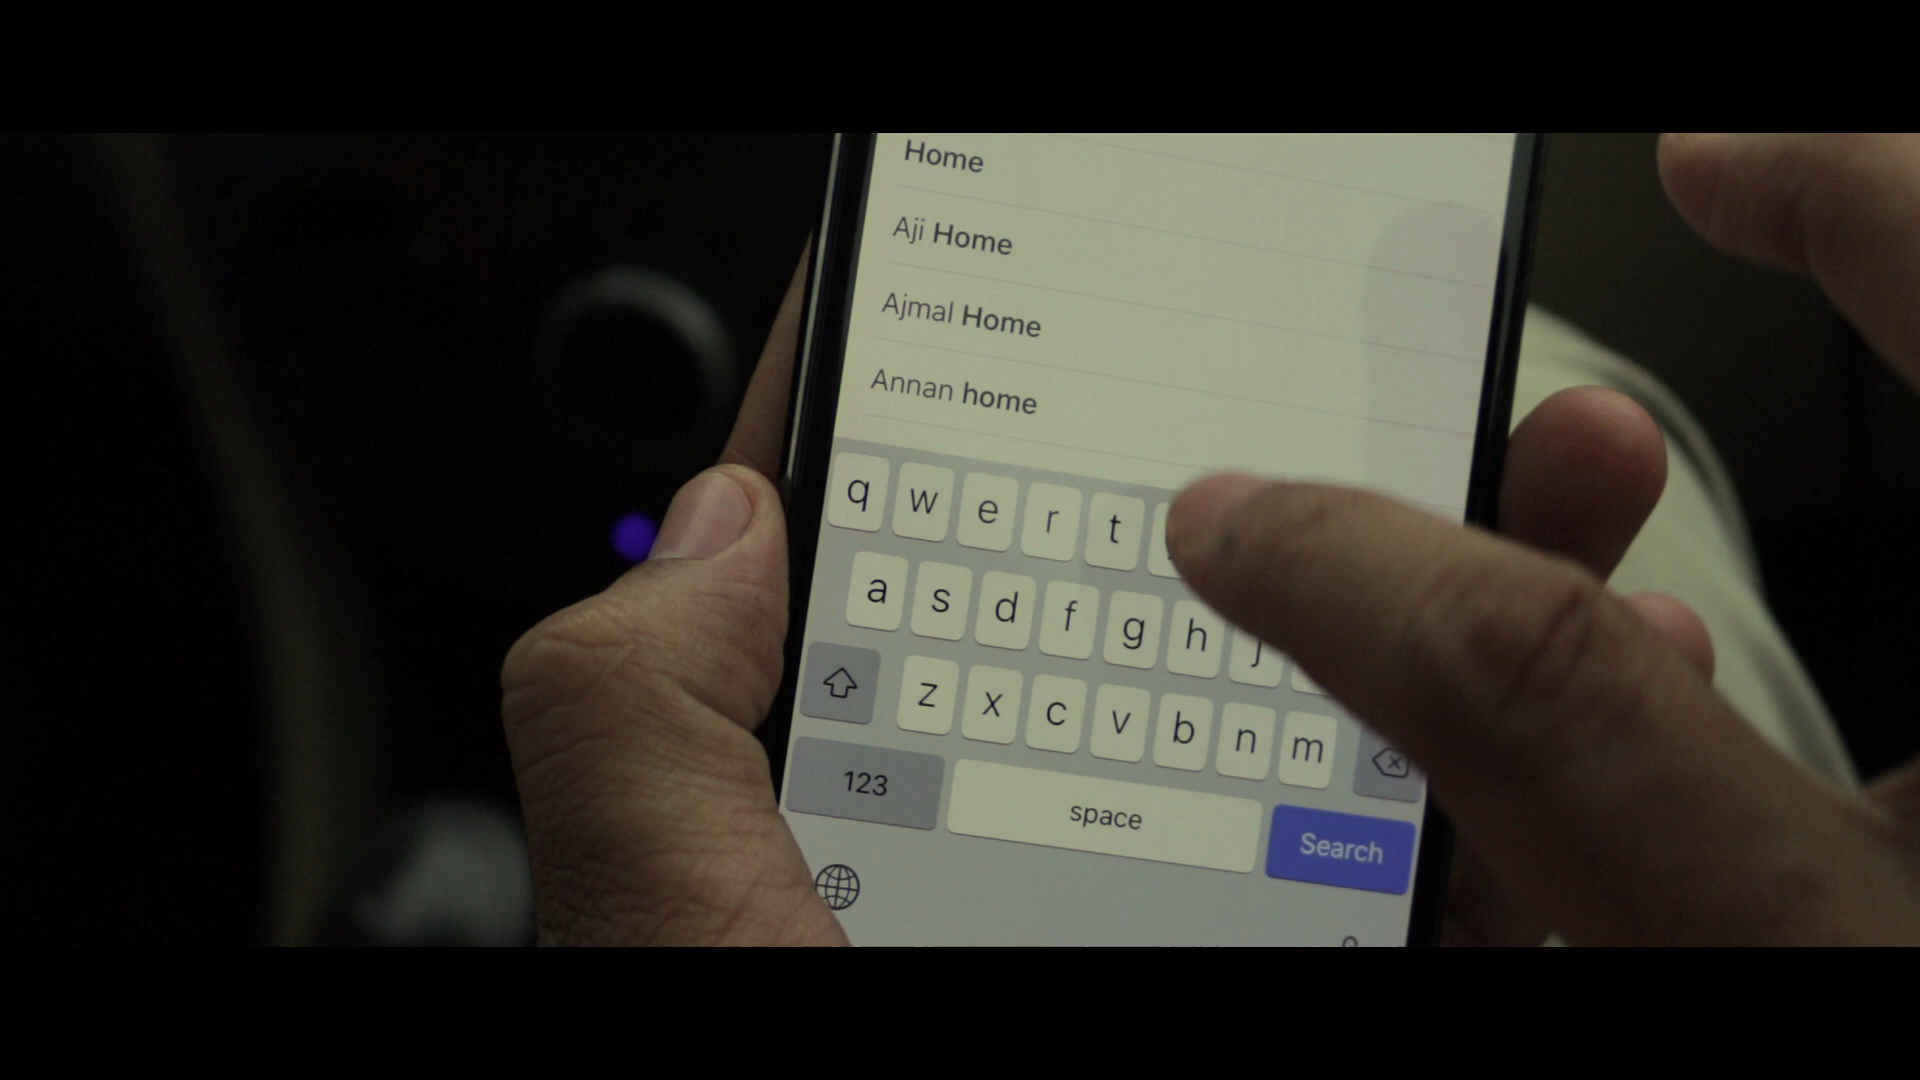 Home
Aji Home
Ajmal Home
Annan home
q w e r t
a s d f g h j
z x c v b n m
123 space Search